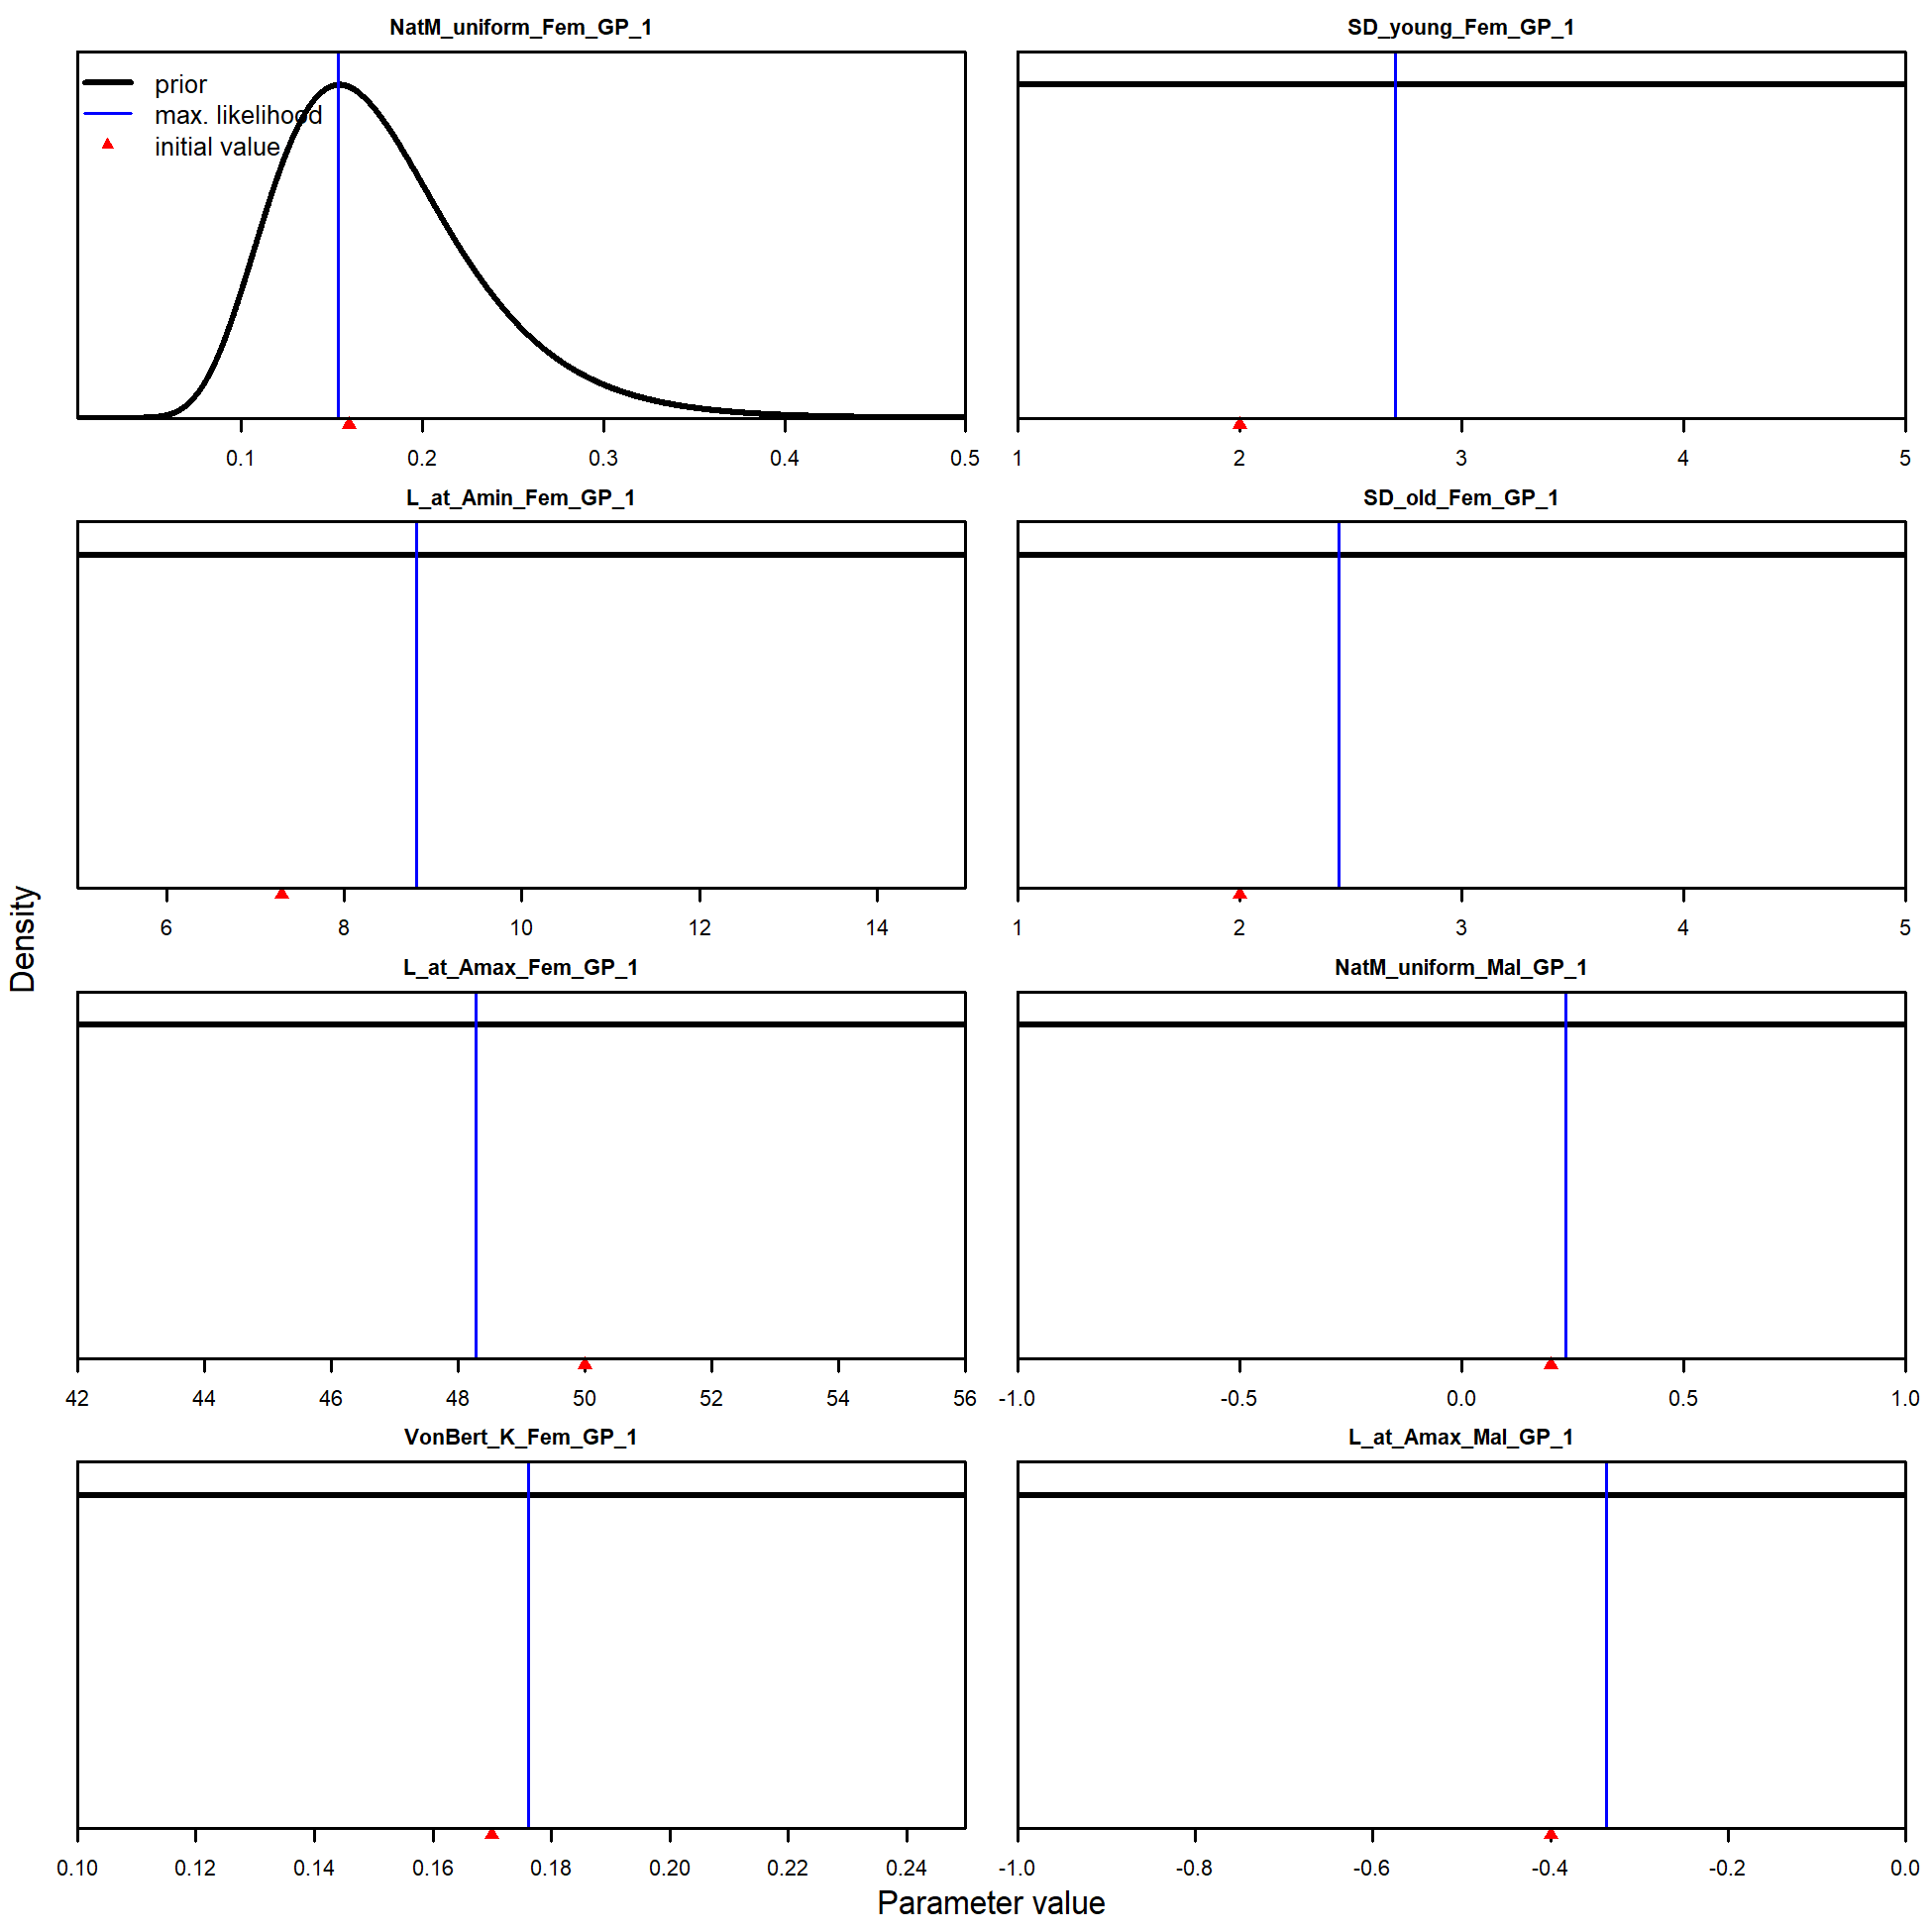 NatM_uniform_Fem_GP_1
prior
max. likelihood
initial value
0.1 0.2 0.3 0.4 0.5
SD_young_Fem_GP_1
1 2 3 4 5
L_at_Amin_Fem_GP_1
6 8 10 12 14
SD_old_Fem_GP_1
1 2 3 4 5
L_at_Amax_Fem_GP_1
42 44 46 48 50 52 54 56
NatM_uniform_Mal_GP_1
-1.0 -0.5 0.0 0.5 1.0
VonBert_K_Fem_GP_1
0.10 0.12 0.14 0.16 0.18 0.20 0.22 0.24
L_at_Amax_Mal_GP_1
-1.0 -0.8 -0.6 -0.4 -0.2 0.0
Density
Parameter value